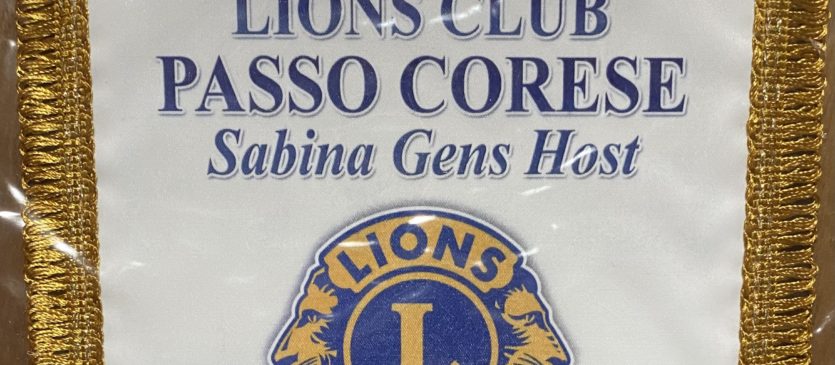 LIONS CLUB
PASSO CORESE
Sabina Gens Host
LIONS
L